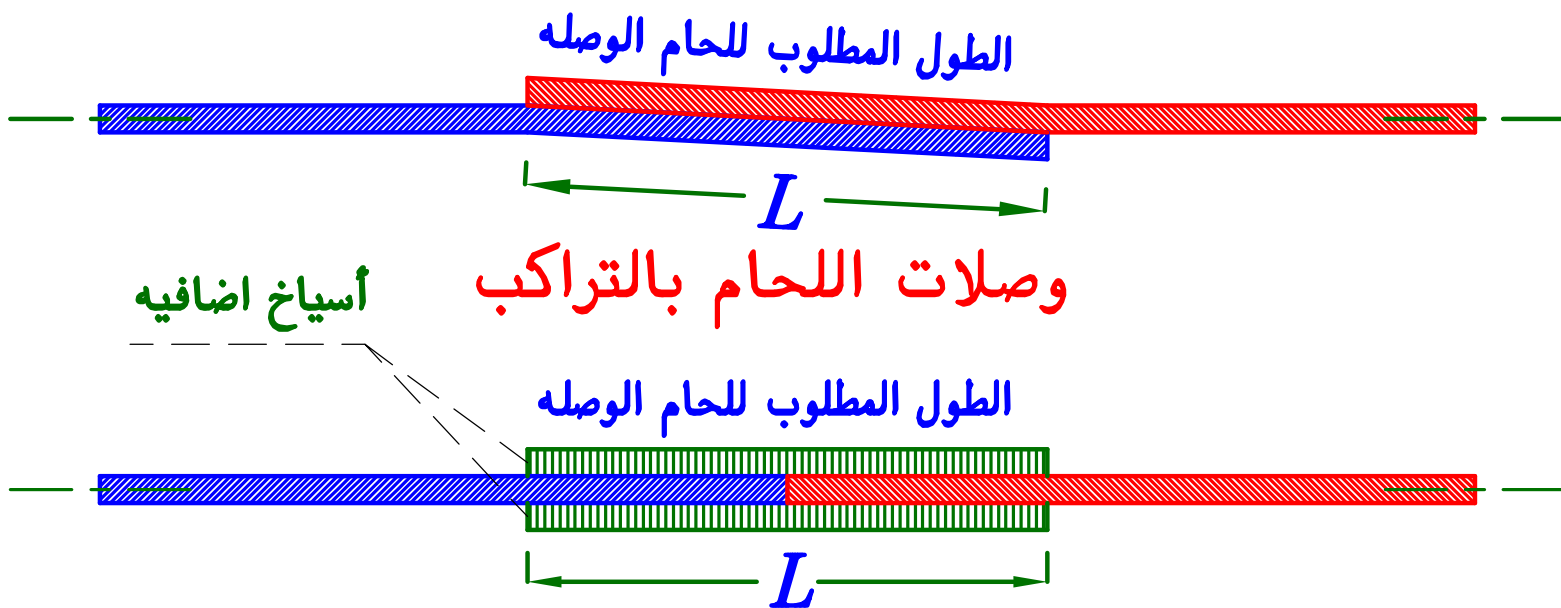 الطول المطلوب للحام الوصله
L
وصلات اللحام بالتراكب
أسياخ اضافيه
الطول المطلوب للحام الوصله
L